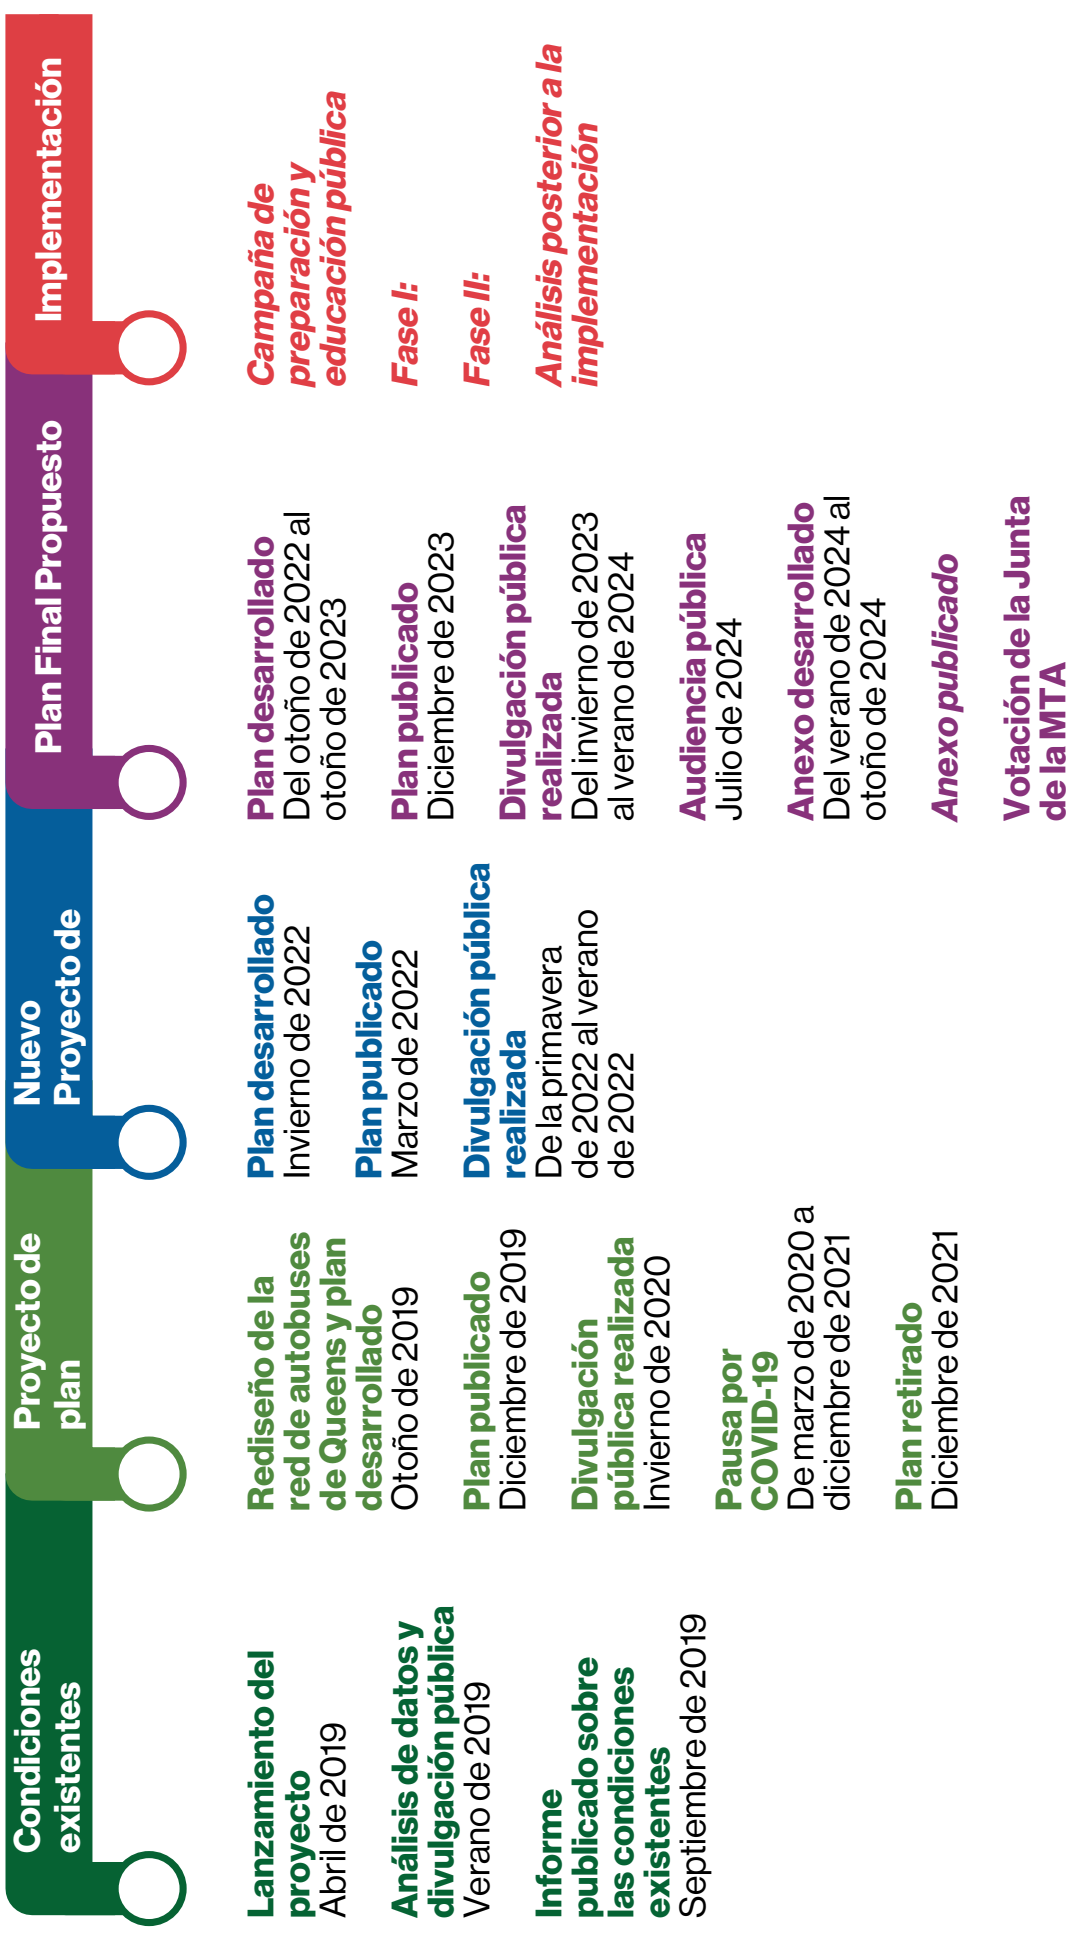 Condiciones
existentes
Lanzamiento del
proyecto
Abril de 2019
Análisis de datos y
divulgación pública
Verano de 2019
Informe
publicado sobre
las condiciones
existentes
Septiembre de 2019
Proyecto de
plan
Rediseño de la
red de autobuses
de Queens y plan
desarrollado
Otoño de 2019
Plan publicado
Diciembre de 2019
Divulgación
pública realizada
Invierno de 2020
Pausa por
COVID-19
De marzo de 2020 a
diciembre de 2021
Plan retirado
Diciembre de 2021
Nuevo
Proyecto de
Plan desarrollado
Invierno de 2022
Plan publicado
Marzo de 2022
Divulgación pública
realizada
De la primavera
de 2022 al verano
de 2022
Plan Final Propuesto
Plan desarrollado
Del otoño de 2022 al
otoño de 2023
Plan publicado
Diciembre de 2023
Divulgación pública
realizada
Del invierno de 2023
al verano de 2024
Audiencia pública
Julio de 2024
Anexo desarrollado
Del verano de 2024 al
otoño de 2024
Anexo publicado
Votación de la Junta
de la MTA
Implementación
Campaña de
preparación y
educación pública
Fase I:
Fase II:
Análisis posterior a la
implementación